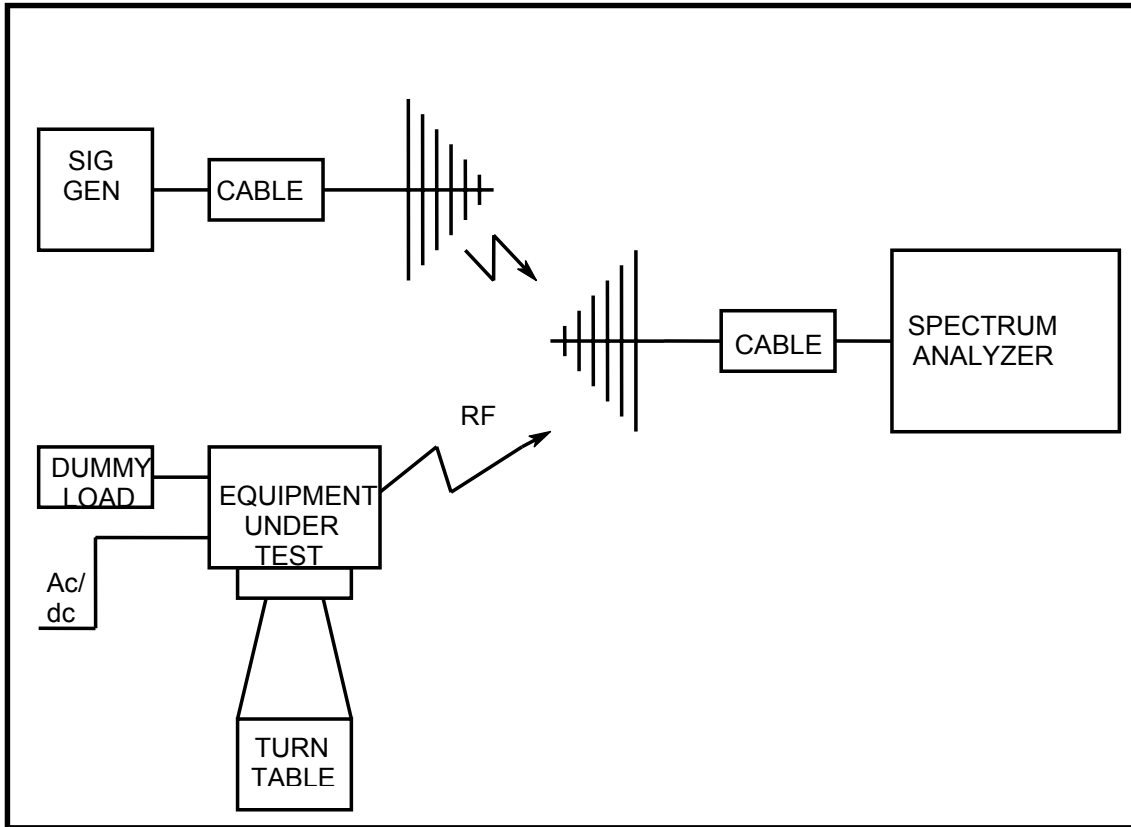 SIG
GEN
CABLE
CABLE
SPECTRUM
ANALYZER
RF
DUMMY
LOAD
EQUIPMENT
UNDER
TEST
Ac/
dc
TURN
TABLE